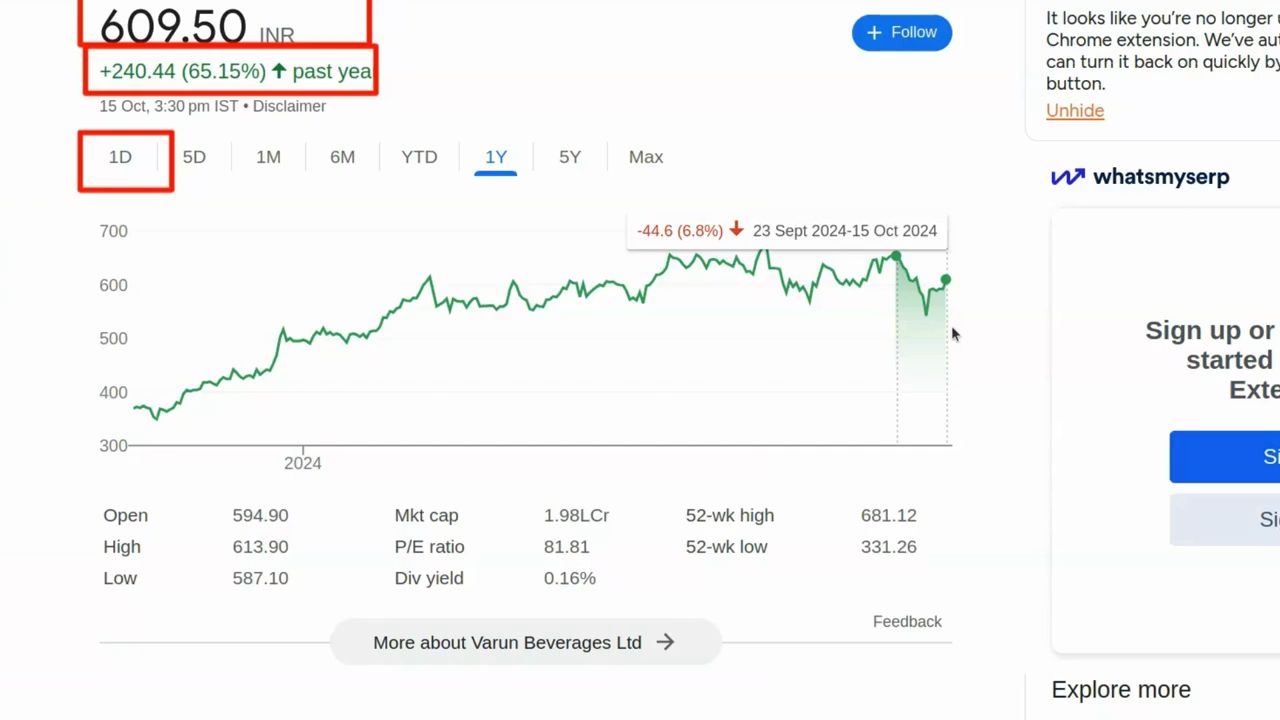 609.50 INR
+ Follow
+240.44 (65.15%) ↑ past yea
15 Oct, 3:30 pm IST • Disclaimer
1D 5D 1M 6M YTD 1Y 5Y Max
-44.6 (6.8%) ↓ 23 Sept 2024-15 Oct 2024
700
600
500
400
300
2024
Open 594.90 Mkt cap 1.98LCr 52-wk high 681.12
High 613.90 P/E ratio 81.81 52-wk low 331.26
Low 587.10 Div yield 0.16%
Feedback
More about Varun Beverages Ltd →
It looks like you're no longer
Chrome extension. We've au
can turn it back on quickly by
button.
Unhide
whatsmyserp
Sign up or
started
Exte
Si
Si
Explore more